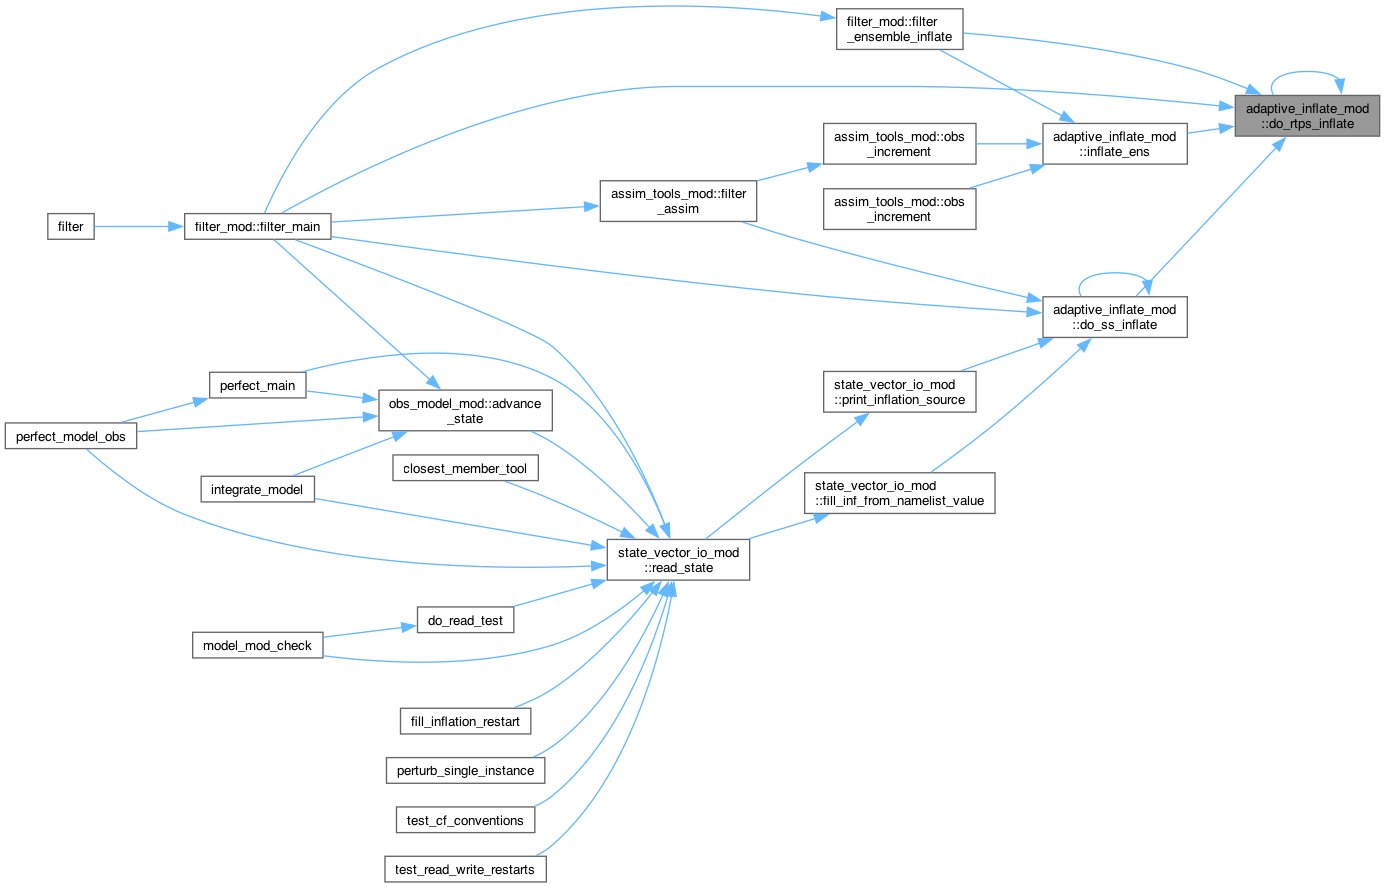 filter_mod::filter
_ensemble_inflate
adaptive_inflate_mod
::do_rtps_inflate
assim_tools_mod::obs
_increment
adaptive_inflate_mod
::inflate_ens
assim_tools_mod::filter
_assim
assim_tools_mod::obs
_increment
filter
filter_mod::filter_main
adaptive_inflate_mod
::do_ss_inflate
perfect_main
state_vector_io_mod
::print_inflation_source
obs_model_mod::advance
_state
perfect_model_obs
closest_member_tool
integrate_model
state_vector_io_mod
::fill_inf_from_namelist_value
state_vector_io_mod
::read_state
do_read_test
model_mod_check
fill_inflation_restart
perturb_single_instance
test_cf_conventions
test_read_write_restarts